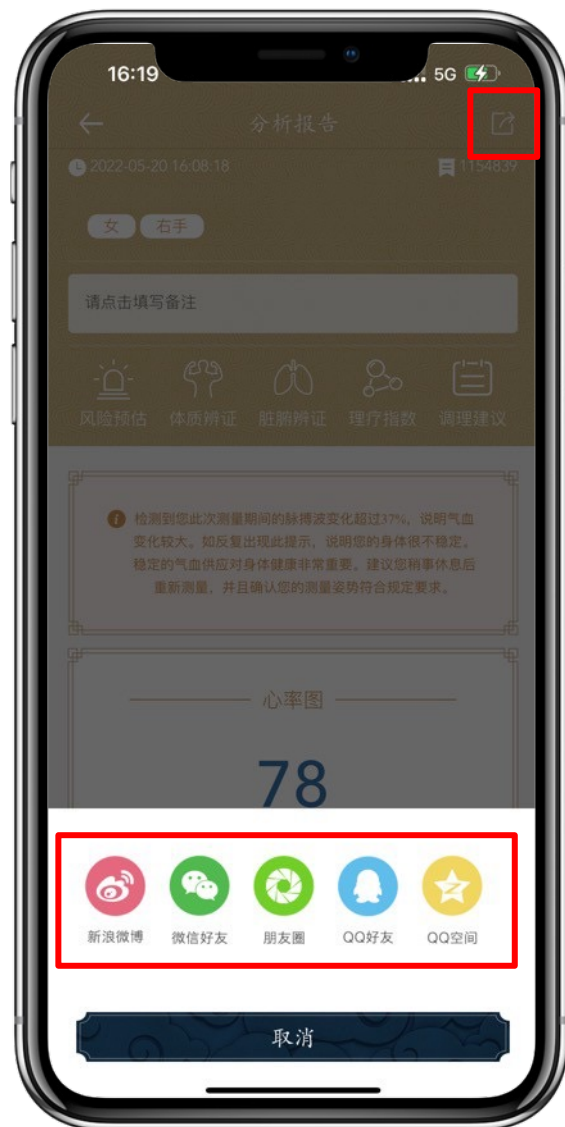 16:19
5G
分析报告
2022-05-20 16:08:18
1154839
女
右手
请点击填写备注
风险预估
体质辨证
脏腑辨证
理疗指数
调理建议
检测到您此次测量期间的脉搏波变化超过37%，说明气血
变化较大。如反复出现此提示，说明您的身体很不稳定。
稳定的气血供应对身体健康非常重要。建议您稍事休息后
重新测量，并且确认您的测量姿势符合规定要求。
心率图
78
新浪微博
微信好友
朋友圈
QQ好友
QQ空间
取消